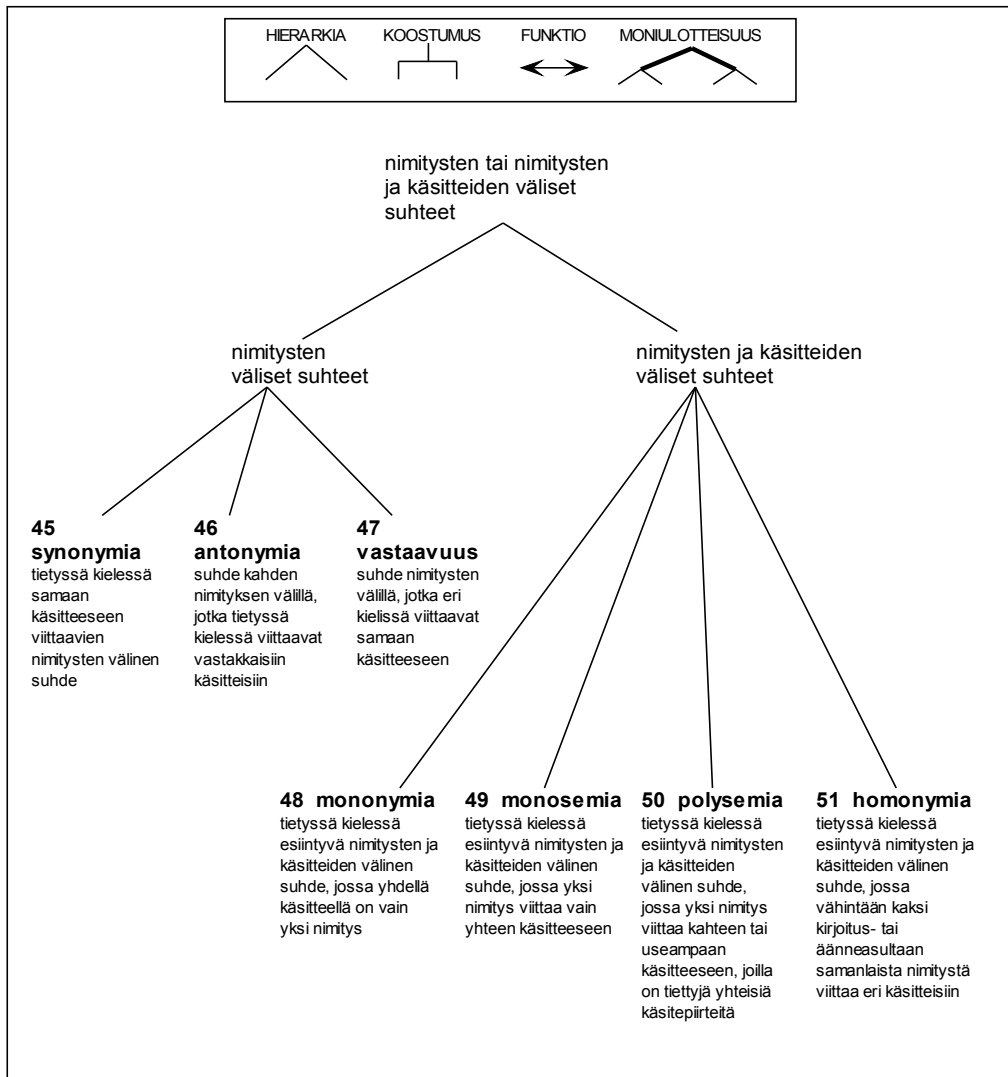 HIERARKIA KOOSTUMUS FUNKTIO MONIULOTTEISUUS
nimitysten tai nimitysten
ja käsitteiden väliset
suhteet
nimitysten
väliset suhteet
nimitysten ja käsitteiden
väliset suhteet
45
synonymia
tietyssä kielessä
samaan
käsitteeseen
viittaavien
nimitysten välinen
suhde
46
antonymia
suhde kahden
nimityksen välillä,
jotka tietyssä
kielessä viittaavat
vastakkaisiin
käsitteisiin
47
vastaavuus
suhde nimitysten
välillä, jotka eri
kielissä viittaavat
samaan
käsitteeseen
48 mononymia
tietyssä kielessä
esiintyvä nimitysten ja
käsitteiden välinen
suhde, jossa yhdellä
käsitteellä on vain
yksi nimitys
49 monosemia
tietyssä kielessä
esiintyvä nimitysten ja
käsitteiden välinen
suhde, jossa yksi
nimitys viittaa vain
yhteen käsitteeseen
50 polysemia
tietyssä kielessä
esiintyvä nimitysten
ja käsitteiden
välinen suhde,
jossa yksi nimitys
viittaa kahteen tai
useampaan
käsitteeseen, joilla
on tiettyjä yhteisiä
käsitepiirteitä
51 homonymia
tietyssä kielessä
esiintyvä nimitysten ja
käsitteiden välinen
suhde, jossa
vähintään kaksi
kirjoitus- tai
äänneasultaan
samanlaista nimitystä
viittaa eri käsitteisiin